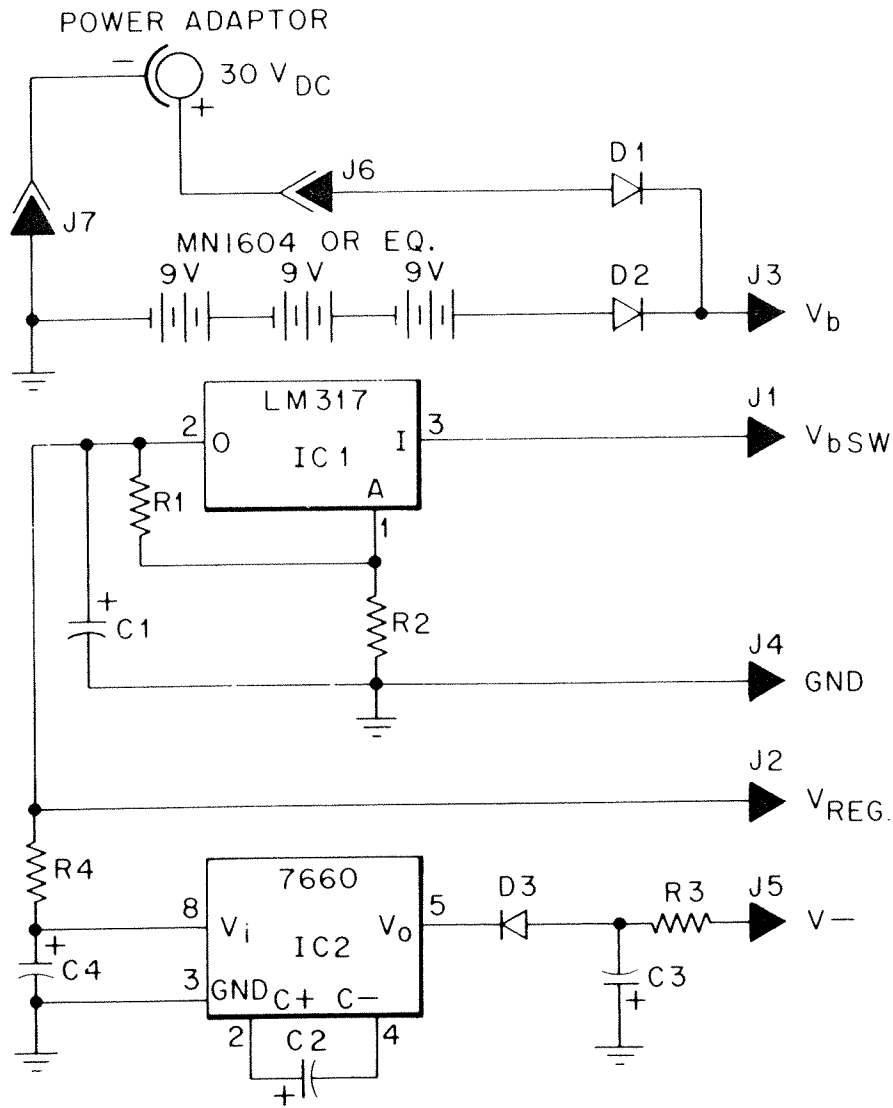 POWER ADAPTOR
− 30 VDC
+
J6
D1
J7
MN1604 OR EQ.
9V 9V 9V
D2
J3
Vb
LM317
2 O IC1 I 3
J1
VbSW
A
R1
1
+
C1
R2
J4
GND
J2
VREG.
R4
7660
D3
R3
J5
8 Vi Vo 5
V−
IC2
+
C4
3 GND C+ C−
C3
+
2 C2 4
+